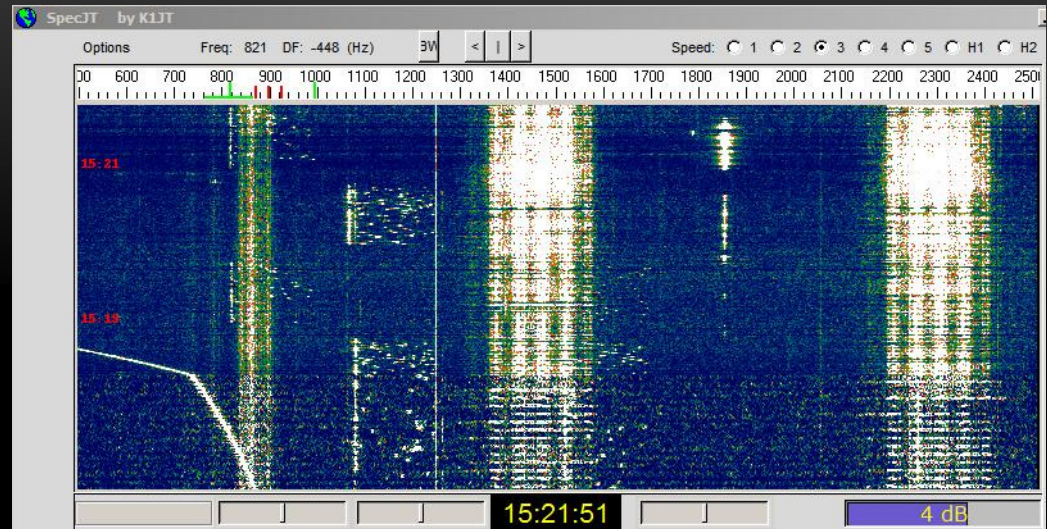 SpecJT by K1JT
Options Freq: 821 DF: -448 (Hz) BW < | > Speed: 1 2 3 4 5 H1 H2
00 600 700 800 900 1000 1100 1200 1300 1400 1500 1600 1700 1800 1900 2000 2100 2200 2300 2400 250
15:21
15:19
15:21:51 4 dB